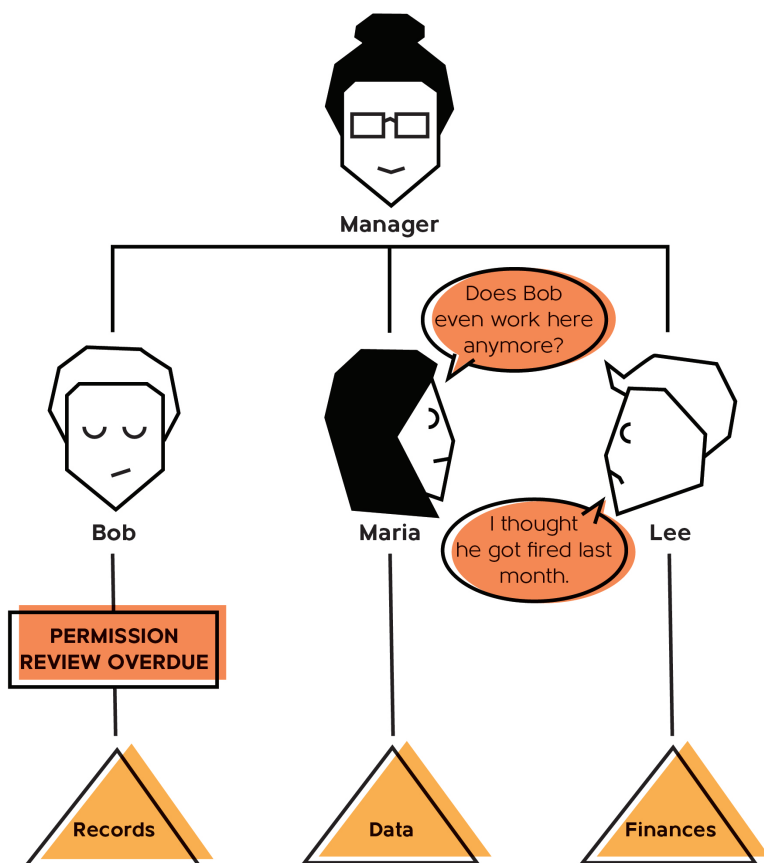 Manager
Does Bob
even work here
anymore?
Bob
Maria
Lee
I thought
he got fired last
month.
PERMISSION
REVIEW OVERDUE
Records
Data
Finances